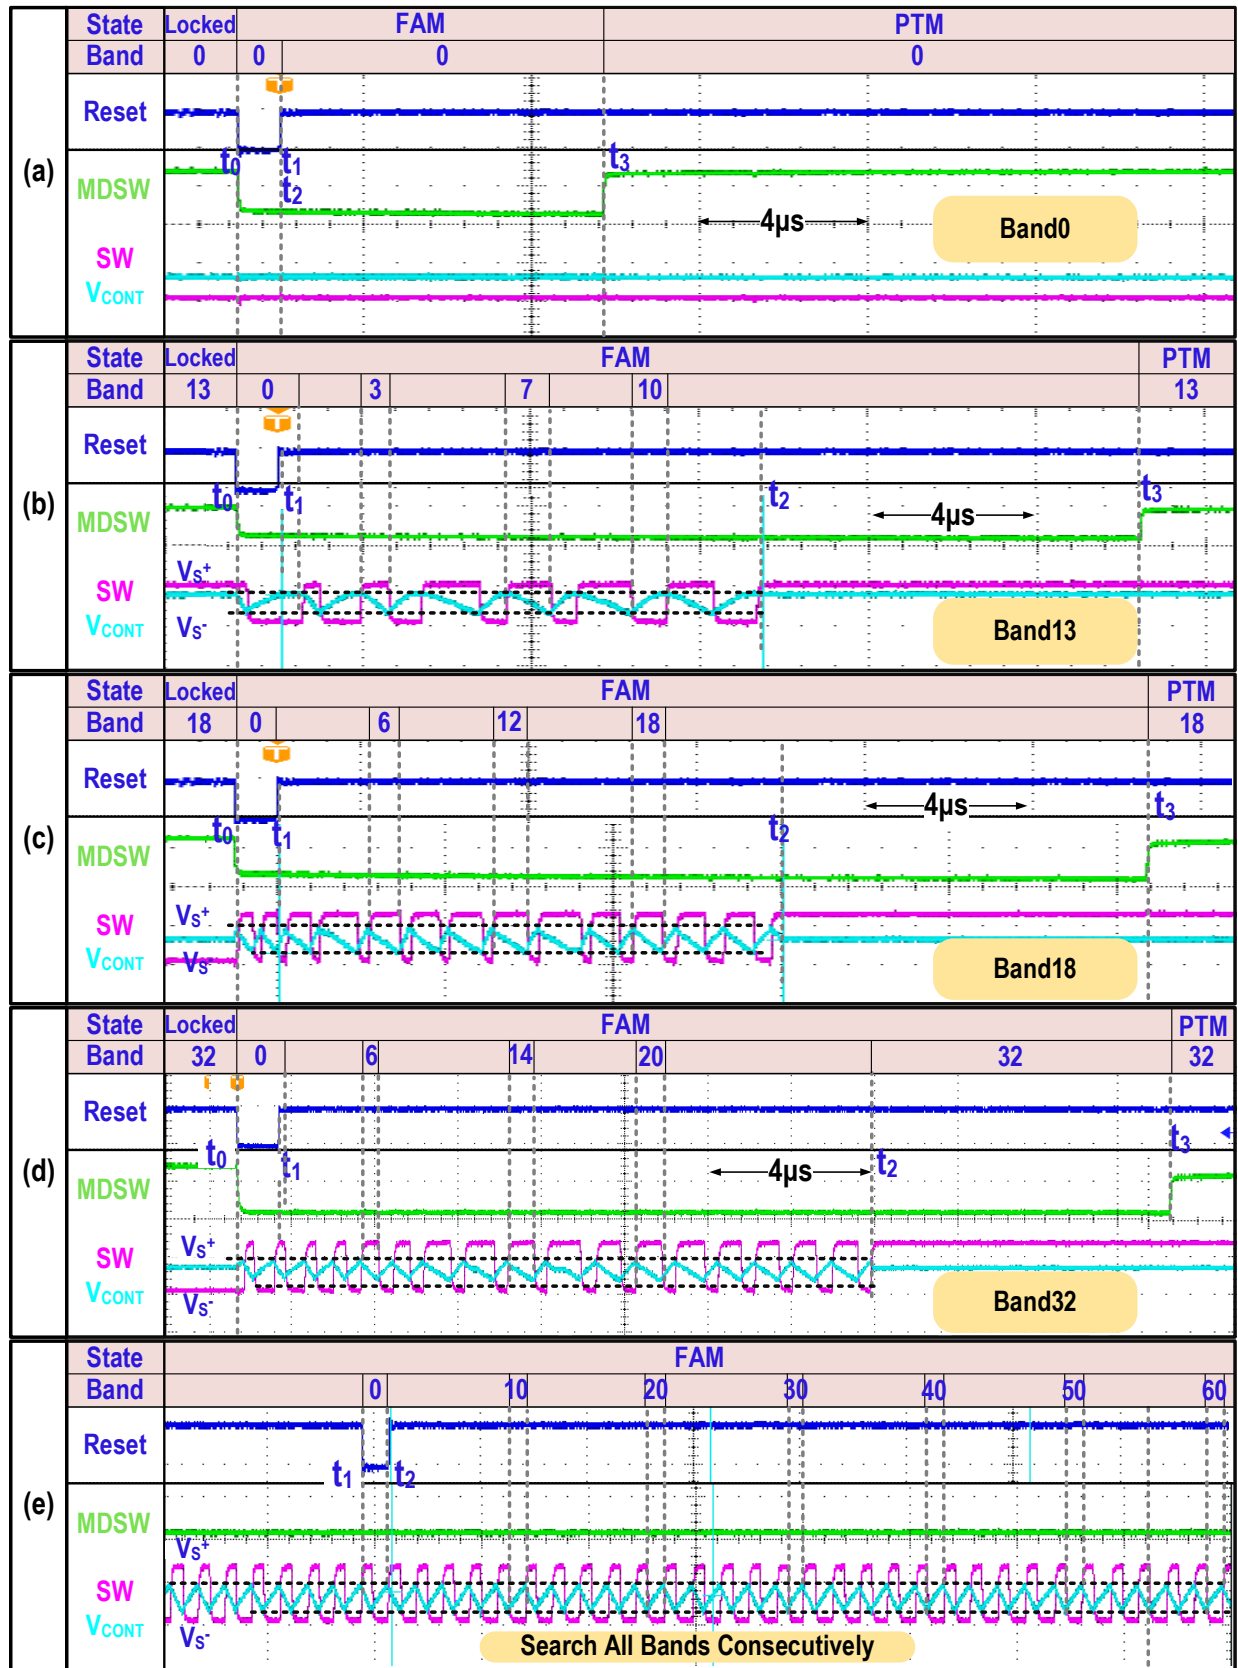 State Locked FAM PTM
Band 0 0 0 0
Reset
t0 t1 t3
(a)
MDSW t2
4µs
Band0
SW
VCONT
State Locked FAM PTM
Band 13 0 3 7 10 13
Reset
t0 t1 t2 t3
(b)
MDSW 4µs
VS+
SW
VCONT
VS-
Band13
State Locked FAM PTM
Band 18 0 6 12 18 18
Reset
4µs t3
t0 t1 t2
(c)
MDSW
VS+
SW
VCONT
VS-
Band18
State Locked FAM PTM
Band 32 0 6 14 20 32 32
Reset
t3
t0 t1 4µs t2
(d)
MDSW
VS+
SW
VCONT
VS-
Band32
State FAM
Band 0 10 20 30 40 50 60
Reset
t1 t2
(e)
MDSW
VS+
SW
VCONT
VS-
Search All Bands Consecutively